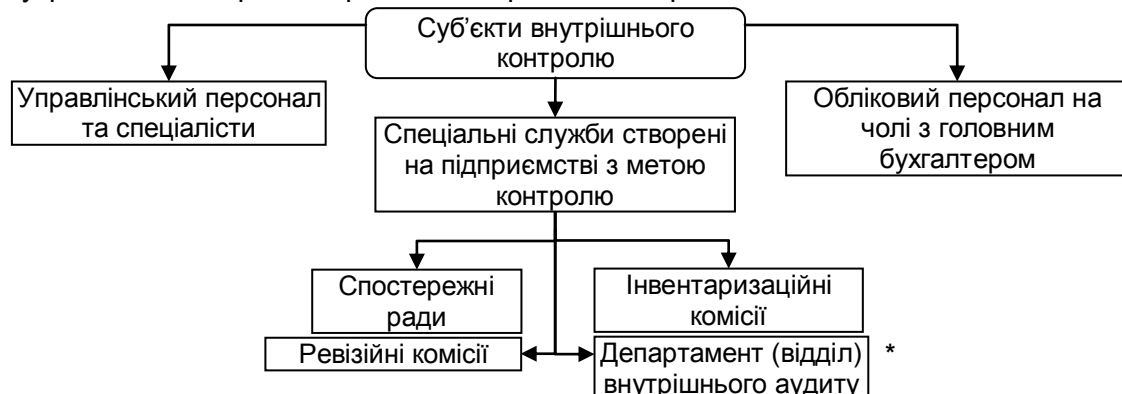 Суб’єкти внутрішнього
контролю
Управлінський персонал
та спеціалісти
Обліковий персонал на
чолі з головним
бухгалтером
Спеціальні служби створені
на підприємстві з метою
контролю
Спостережні
ради
Інвентаризаційні
комісії
Ревізійні комісії
Департамент (відділ) *
внутрішнього аудиту